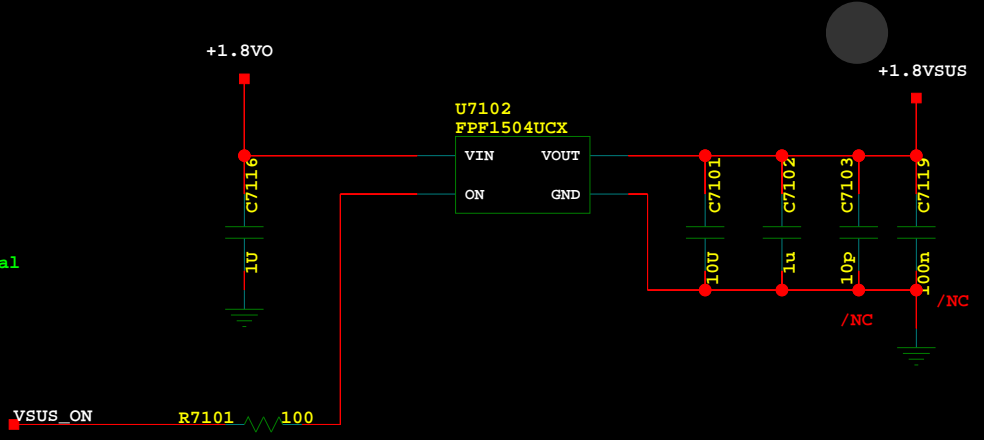 +1.8VO
+1.8VSUS
U7102
FPF1504UCX
VIN
VOUT
ON
GND
C7116
1U
C7101
10U
C7102
1u
C7103
10p
C7119
100n
/NC
/NC
al
VSUS_ON
R7101
100